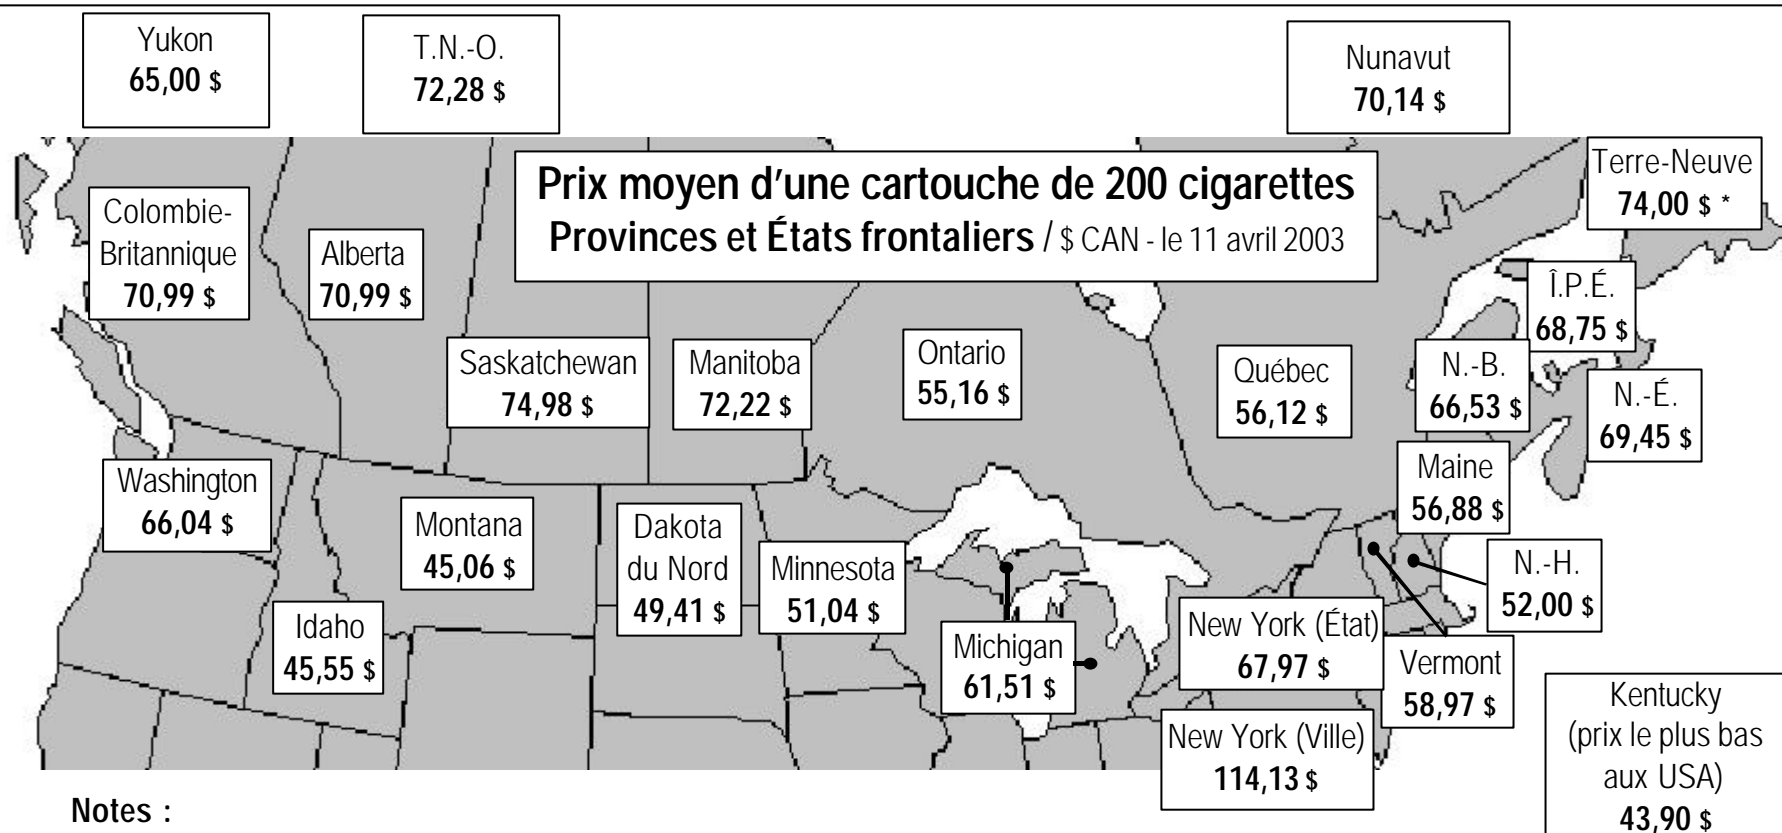 Yukon
65,00 $
T.N.-O.
72,28 $
Nunavut
70,14 $
Prix moyen d'une cartouche de 200 cigarettes
Provinces et États frontaliers / $ CAN - le 11 avril 2003
Terre-Neuve
74,00 $ *
Colombie-
Britannique
70,99 $
Alberta
70,99 $
Î.P.É.
68,75 $
Saskatchewan
74,98 $
Manitoba
72,22 $
Ontario
55,16 $
Québec
56,12 $
N.-B.
66,53 $
N.-É.
69,45 $
Washington
66,04 $
Montana
45,06 $
Dakota
du Nord
49,41 $
Minnesota
51,04 $
Maine
56,88 $
N.-H.
52,00 $
Idaho
45,55 $
Michigan
61,51 $
New York (État)
67,97 $
Vermont
58,97 $
New York (Ville)
114,13 $
Kentucky
(prix le plus bas
aux USA)
43,90 $
Notes :